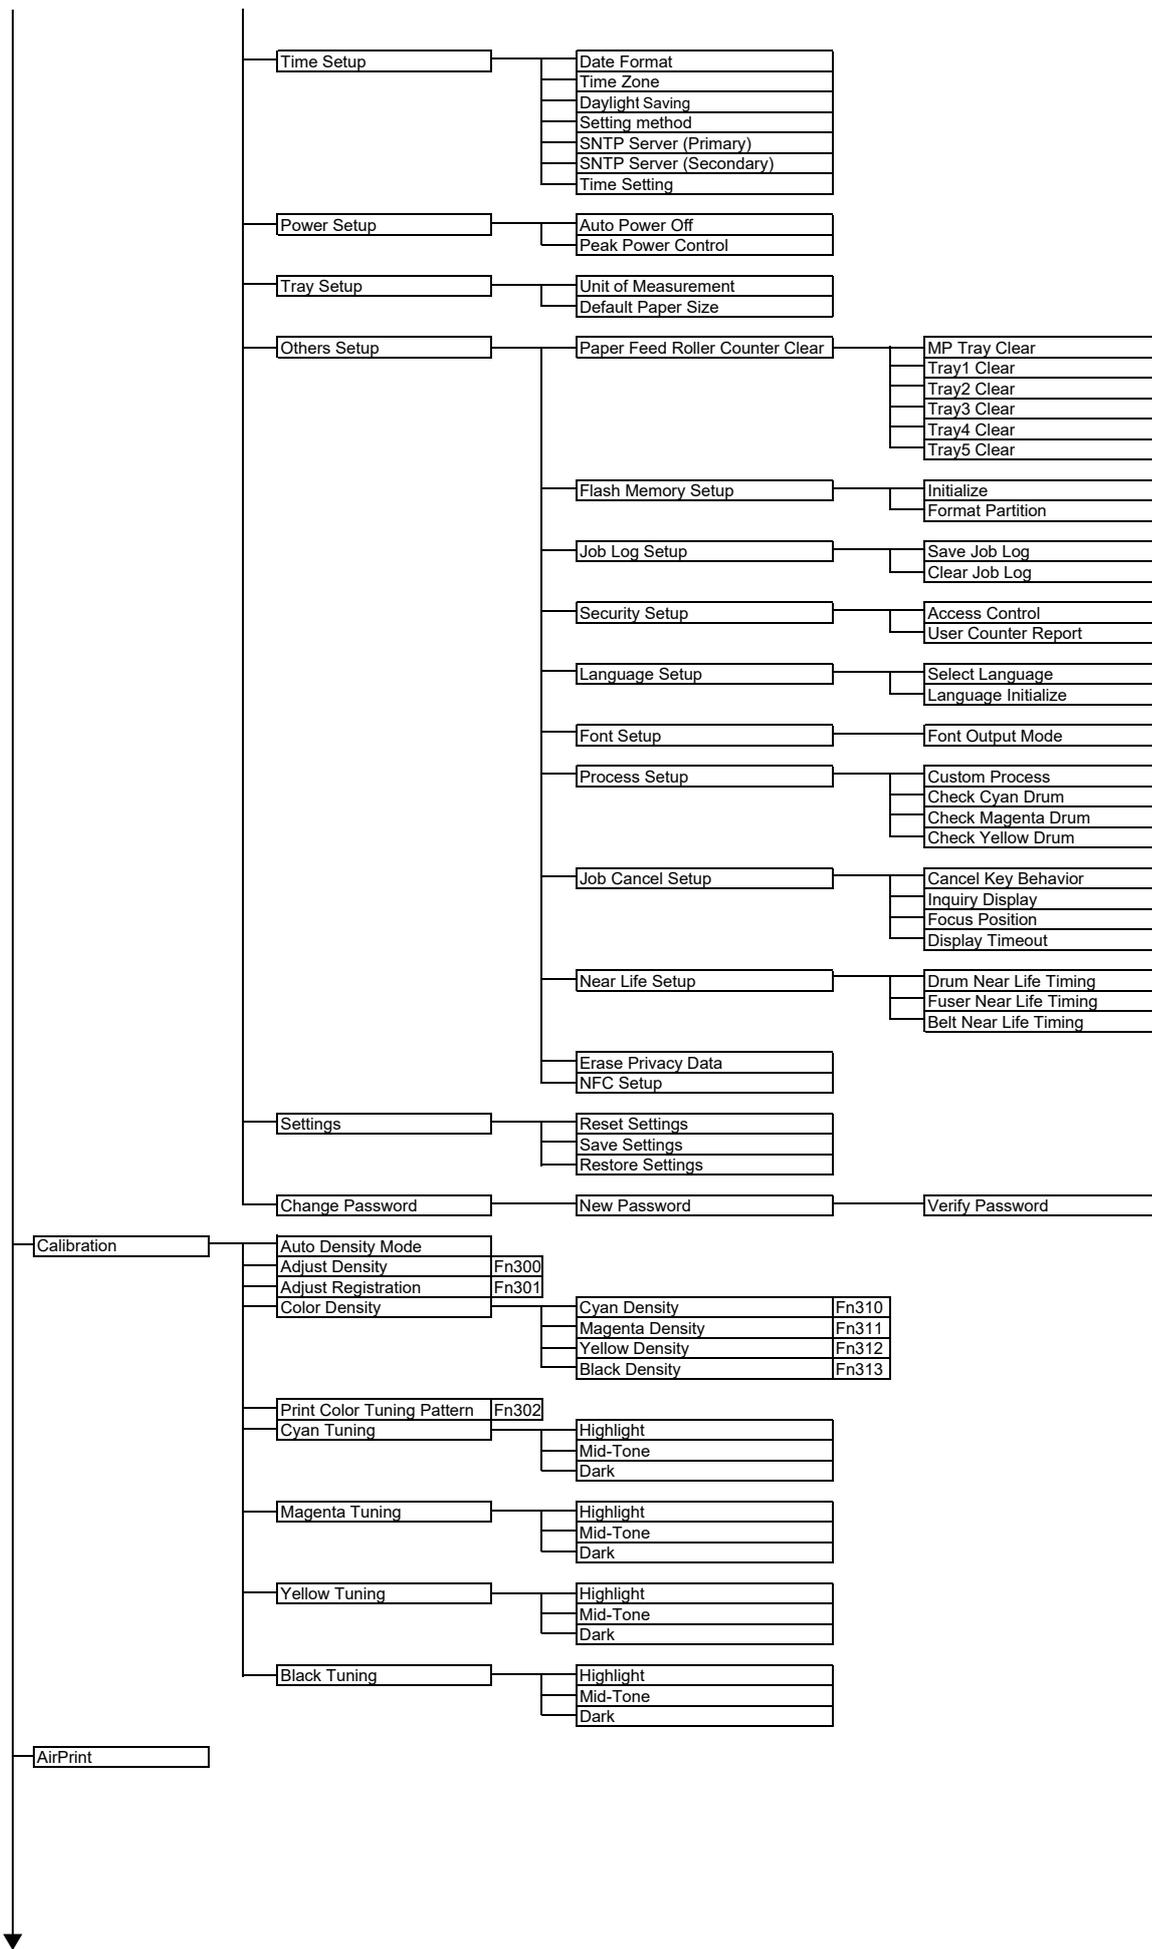 Time Setup
Date Format
Time Zone
Daylight Saving
Setting method
SNTP Server (Primary)
SNTP Server (Secondary)
Time Setting
Power Setup
Auto Power Off
Peak Power Control
Tray Setup
Unit of Measurement
Default Paper Size
Others Setup
Paper Feed Roller Counter Clear
MP Tray Clear
Tray1 Clear
Tray2 Clear
Tray3 Clear
Tray4 Clear
Tray5 Clear
Flash Memory Setup
Initialize
Format Partition
Job Log Setup
Save Job Log
Clear Job Log
Security Setup
Access Control
User Counter Report
Language Setup
Select Language
Language Initialize
Font Setup
Font Output Mode
Process Setup
Custom Process
Check Cyan Drum
Check Magenta Drum
Check Yellow Drum
Job Cancel Setup
Cancel Key Behavior
Inquiry Display
Focus Position
Display Timeout
Near Life Setup
Drum Near Life Timing
Fuser Near Life Timing
Belt Near Life Timing
Erase Privacy Data
NFC Setup
Settings
Reset Settings
Save Settings
Restore Settings
Change Password
New Password
Verify Password
Calibration
Auto Density Mode
Adjust Density Fn300
Adjust Registration Fn301
Color Density
Cyan Density Fn310
Magenta Density Fn311
Yellow Density Fn312
Black Density Fn313
Print Color Tuning Pattern Fn302
Cyan Tuning
Highlight
Mid-Tone
Dark
Magenta Tuning
Highlight
Mid-Tone
Dark
Yellow Tuning
Highlight
Mid-Tone
Dark
Black Tuning
Highlight
Mid-Tone
Dark
AirPrint